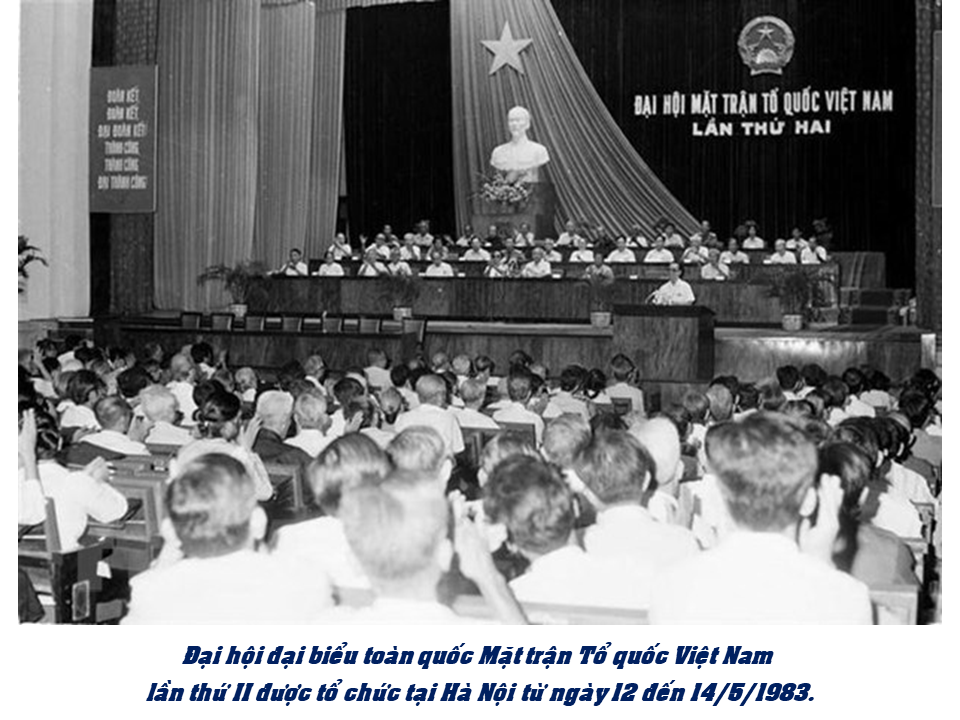 ĐOÀN KẾT,
ĐOÀN KẾT,
ĐẠI ĐOÀN KẾT!
THÀNH CÔNG
THÀNH CÔNG
ĐẠI THÀNH CÔNG!
ĐẠI HỘI MẶT TRẬN TỔ QUỐC VIỆT NAM
LẦN THỨ HAI
Đại hội đại biểu toàn quốc Mặt trận Tổ quốc Việt Nam
lần thứ II được tổ chức tại Hà Nội từ ngày 12 đến 14/5/1983.